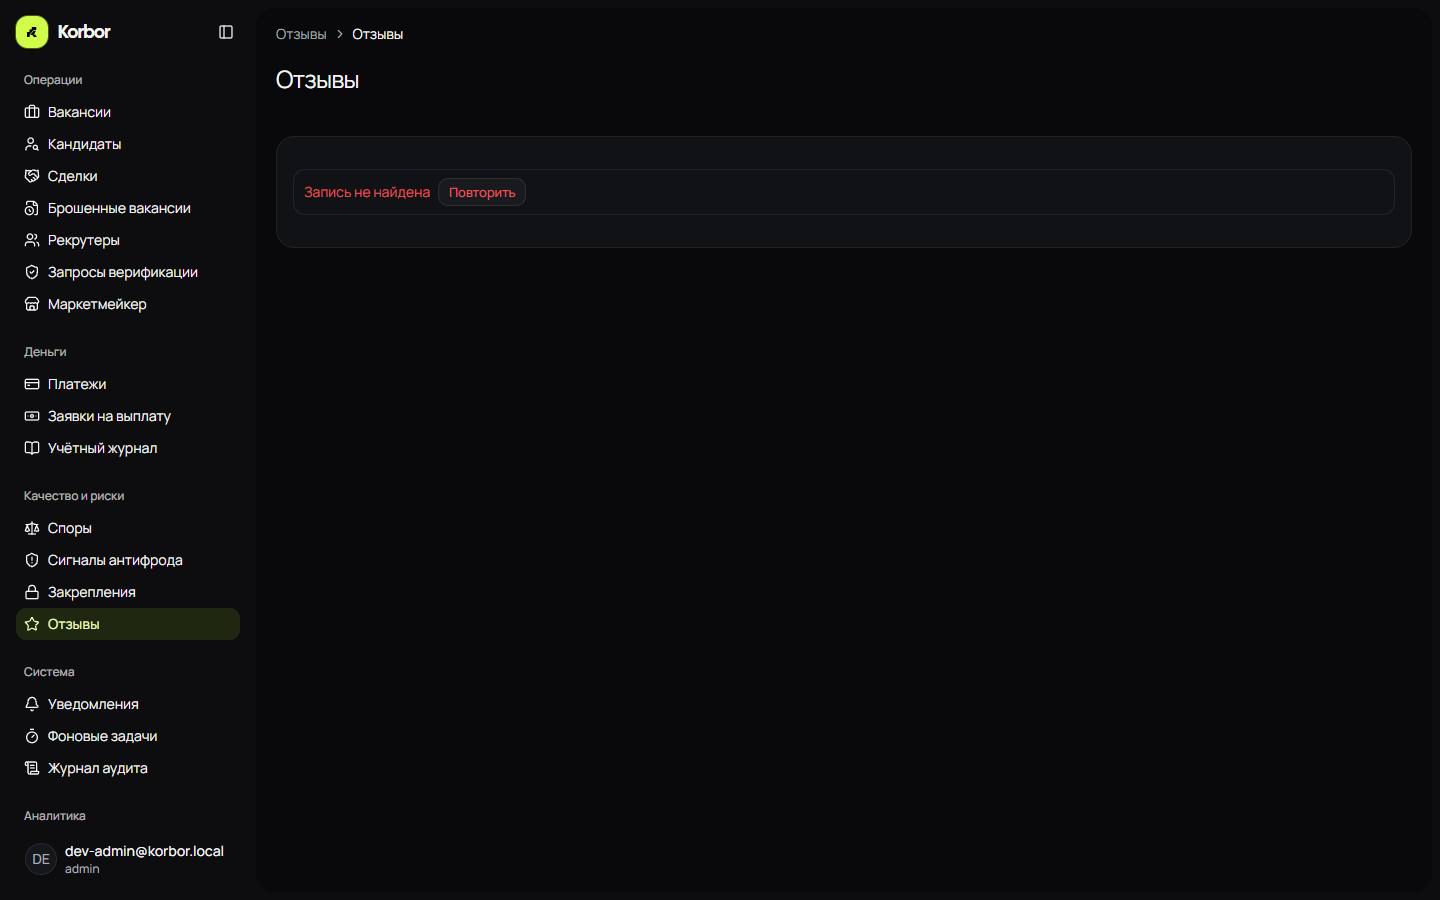 Korbor
Операции
Вакансии
Кандидаты
Сделки
Брошенные вакансии
Рекрутеры
Запросы верификации
Маркетмейкер
Деньги
Платежи
Заявки на выплату
Учётный журнал
Качество и риски
Споры
Сигналы антифрода
Закрепления
Отзывы
Система
Уведомления
Фоновые задачи
Журнал аудита
Аналитика
DE
dev-admin@korbor.local
admin
Отзывы > Отзывы
Отзывы
Запись не найдена Повторить